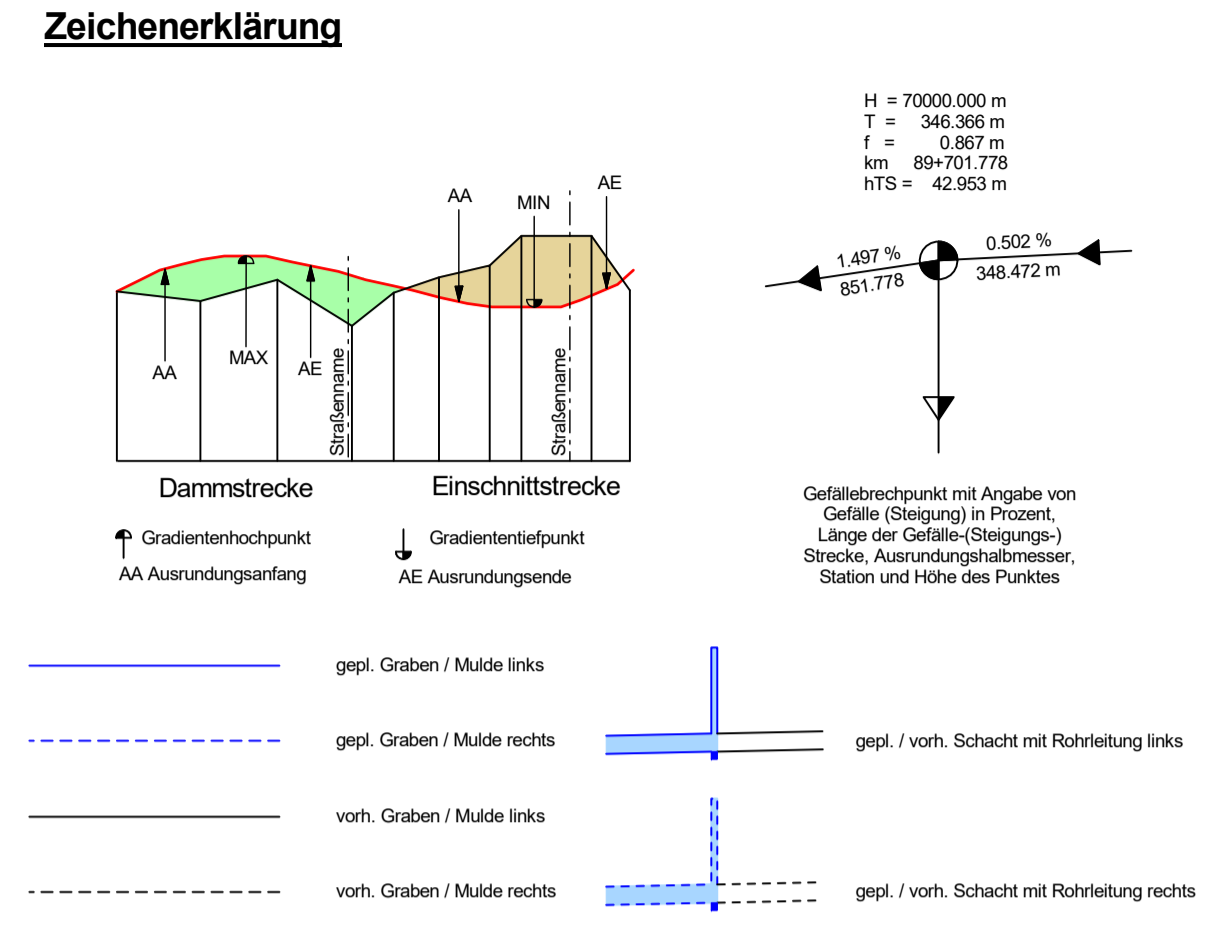 Zeichenerklärung
H = 70000.000 m
T = 346.366 m
f = 0.867 m
km 89+701.778
hTS = 42.953 m
AA
MIN
AE
1.497 %
851.778
0.502 %
348.472 m
AA
MAX
AE
Straßenname
Straßenname
Dammstrecke
Einschnittstrecke
Gradientenhochpunkt
Gradiententiefpunkt
AA Ausrundungsanfang
AE Ausrundungsende
Gefällebrechpunkt mit Angabe von
Gefälle (Steigung) in Prozent,
Länge der Gefälle-(Steigungs-)
Strecke, Ausrundungshalbmesser,
Station und Höhe des Punktes
gepl. Graben / Mulde links
gepl. Graben / Mulde rechts
gepl. / vorh. Schacht mit Rohrleitung links
vorh. Graben / Mulde links
vorh. Graben / Mulde rechts
gepl. / vorh. Schacht mit Rohrleitung rechts